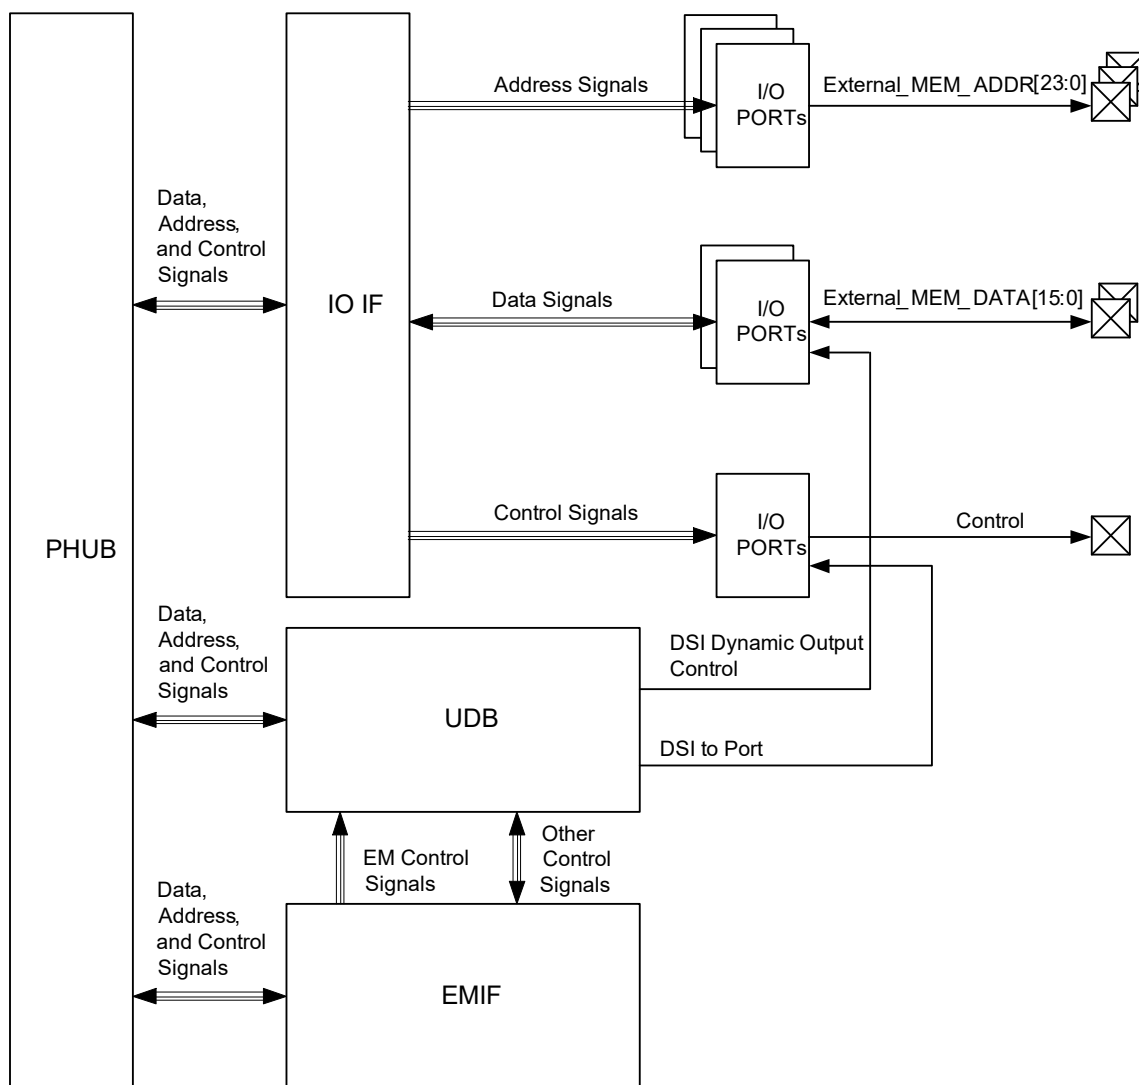 Address Signals
I/O
PORTs
External_MEM_ADDR[23:0]
Data,
Address,
and Control
Signals
IO IF
Data Signals
I/O
PORTs
External_MEM_DATA[15:0]
Control Signals
I/O
PORTs
Control
PHUB
Data,
Address,
and Control
Signals
DSI Dynamic Output
Control
UDB
DSI to Port
EM Control
Signals
Other
Control
Signals
Data,
Address,
and Control
Signals
EMIF